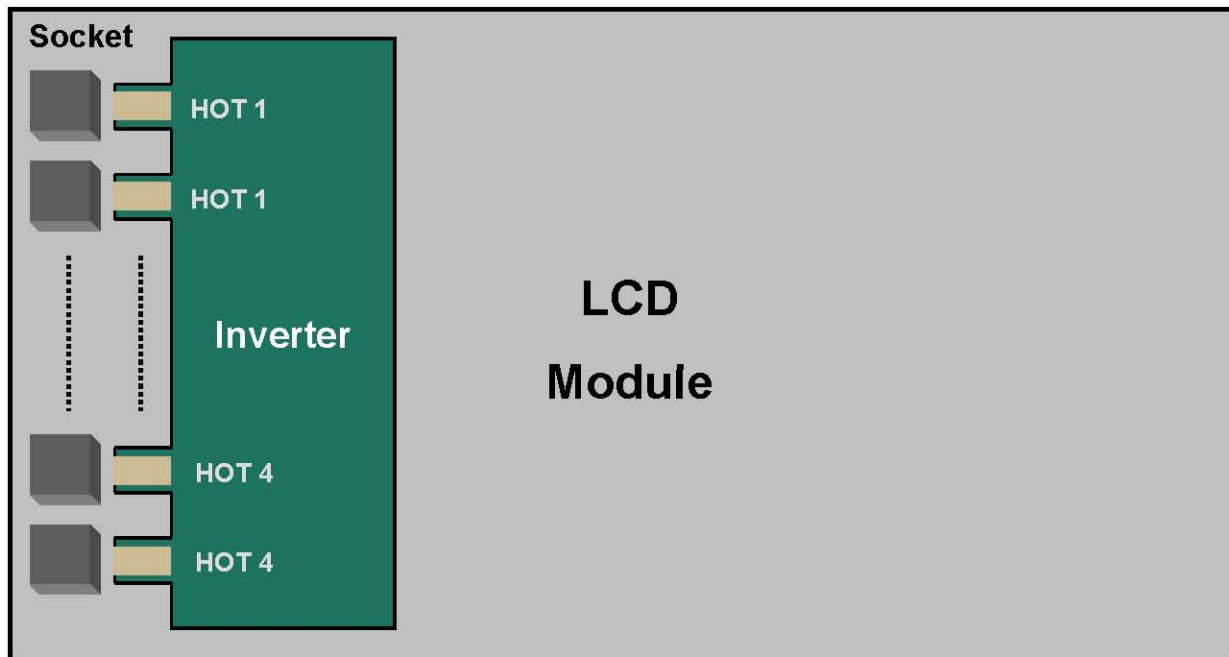 Socket
HOT 1
HOT 1
Inverter
LCD
Module
HOT 4
HOT 4